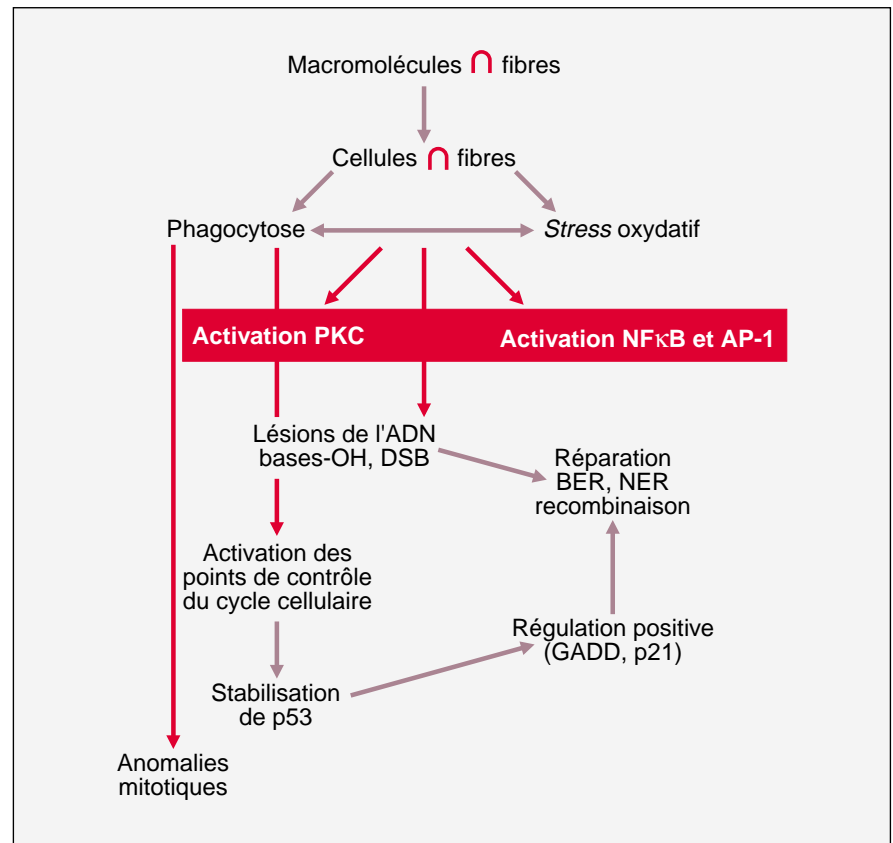 Macromolécules ∩ fibres
Cellules ∩ fibres
Phagocytose
Stress oxydatif
Activation PKC
Activation NFκB et AP-1
Lésions de l'ADN
bases-OH, DSB
Réparation
BER, NER
recombinaison
Activation des
points de contrôle
du cycle cellulaire
Régulation positive
(GADD, p21)
Stabilisation
de p53
Anomalies
mitotiques